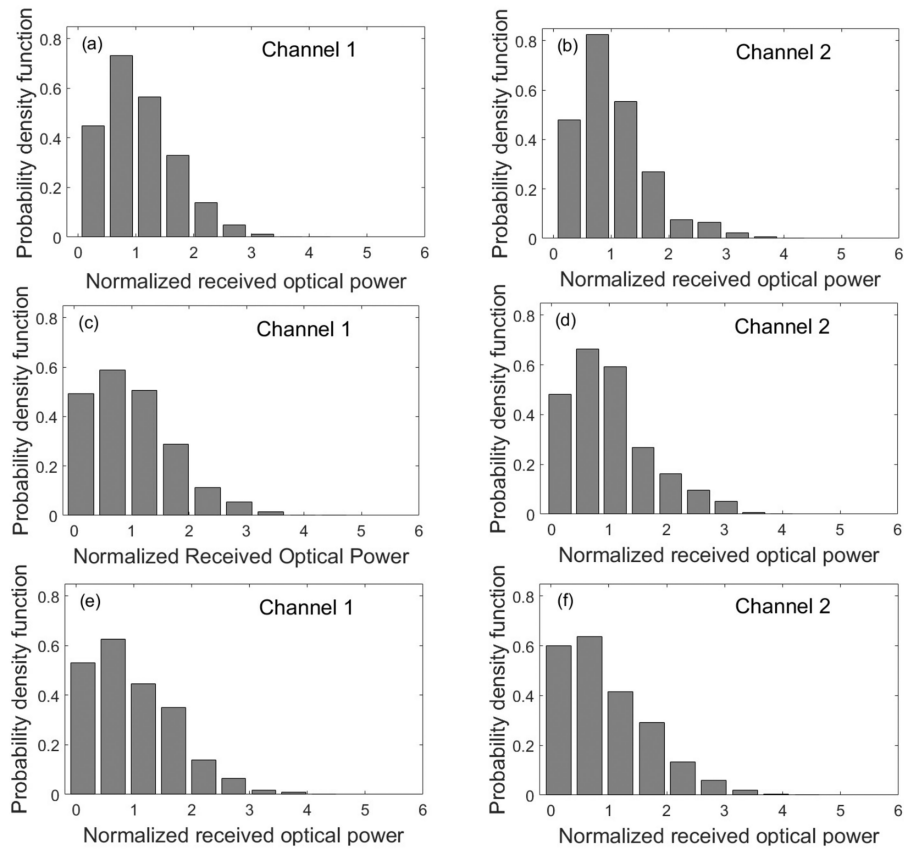 (a)
Channel 1
Probability density function
0.8
0.6
0.4
0.2
0
0 1 2 3 4 5 6
Normalized received optical power
(b)
Channel 2
Probability density function
0.8
0.6
0.4
0.2
0
0 1 2 3 4 5 6
Normalized received optical power
(c)
Channel 1
Probability density function
0.8
0.6
0.4
0.2
0
0 1 2 3 4 5 6
Normalized Received Optical Power
(d)
Channel 2
Probability density function
0.8
0.6
0.4
0.2
0
0 1 2 3 4 5 6
Normalized received optical power
(e)
Channel 1
Probability density function
0.8
0.6
0.4
0.2
0
0 1 2 3 4 5 6
Normalized received optical power
(f)
Channel 2
Probability density function
0.8
0.6
0.4
0.2
0
0 1 2 3 4 5 6
Normalized received optical power